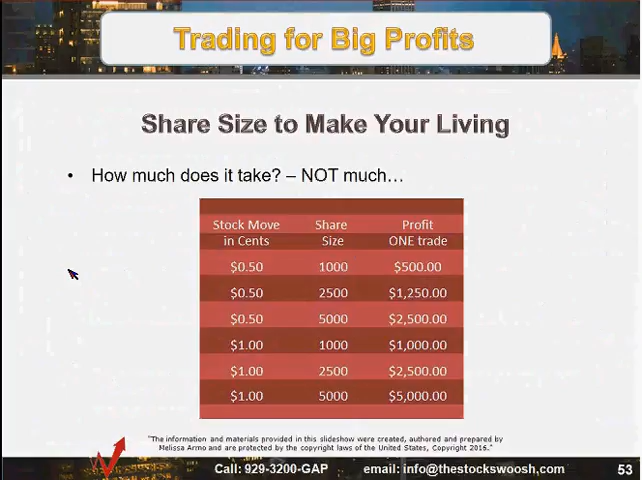 Trading for Big Profits
Share Size to Make Your Living
• How much does it take? – NOT much…
Stock Move Share Profit
in Cents Size ONE trade
$0.50 1000 $500.00
$0.50 2500 $1,250.00
$0.50 5000 $2,500.00
$1.00 1000 $1,000.00
$1.00 2500 $2,500.00
$1.00 5000 $5,000.00
"The information and materials provided in this slideshow were created, authored and prepared by
Melissa Armo and are protected by the copyright laws of the United States, Copyright 2016."
Call: 929-3200-GAP email: info@thestockswoosh.com 53